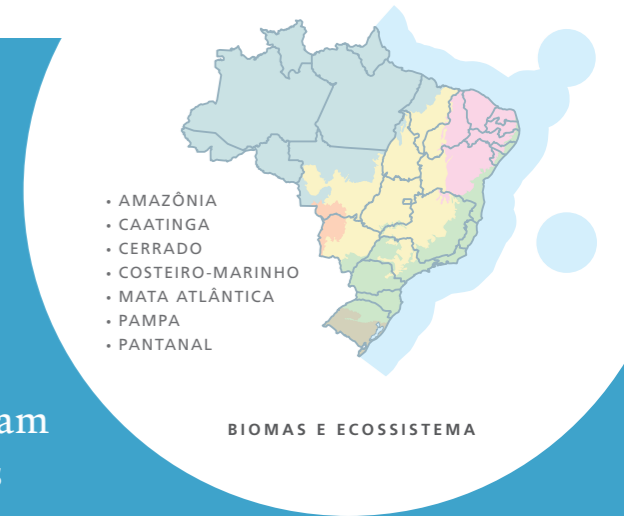 • AMAZÔNIA
• CAATINGA
• CERRADO
• COSTEIRO-MARINHO
• MATA ATLÂNTICA
• PAMPA
• PANTANAL
am
s
BIOMAS E ECOSSISTEMA